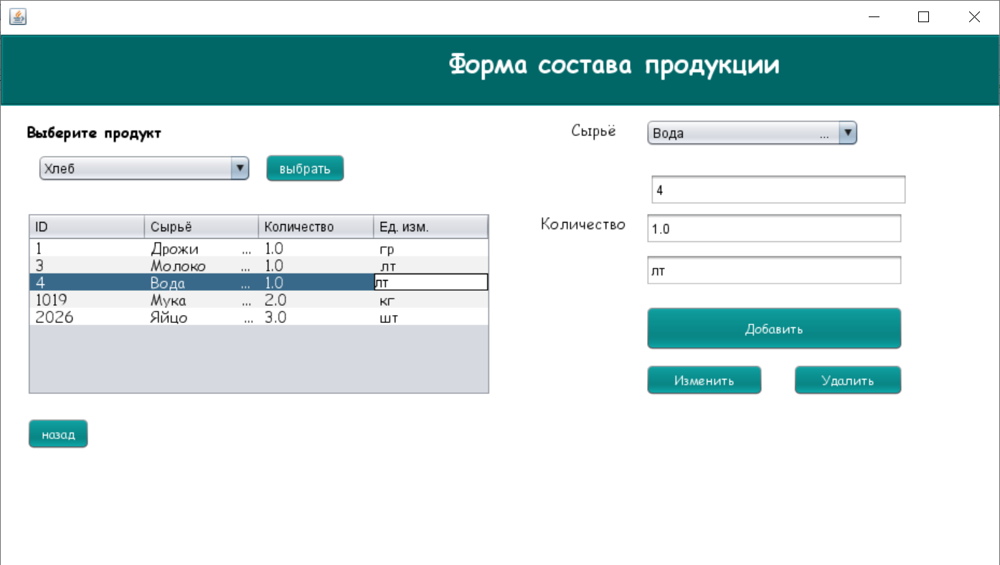 Форма состава продукции
Выберите продукт
Хлеб
выбрать
ID Сырьё Количество Ед. изм.
1 Дрожи ... 1.0 гр
3 Молоко ... 1.0 лт
4 Вода ... 1.0 лт
1019 Мука ... 2.0 кг
2026 Яйцо ... 3.0 шт
назад
Сырьё Вода ...
4
Количество 1.0
лт
Добавить
Изменить Удалить